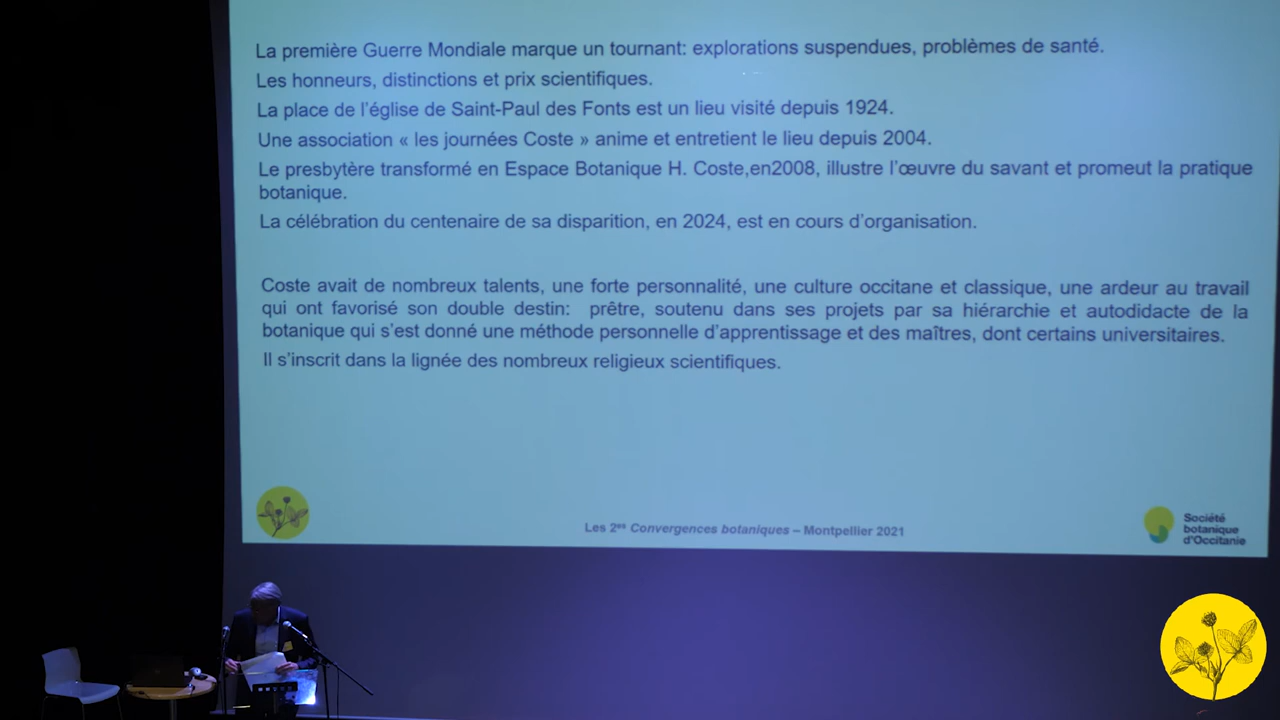 La première Guerre Mondiale marque un tournant: explorations suspendues, problèmes de santé.
Les honneurs, distinctions et prix scientifiques.
La place de l'église de Saint-Paul des Fonts est un lieu visité depuis 1924.
Une association « les journées Coste » anime et entretient le lieu depuis 2004.
Le presbytère transformé en Espace Botanique H. Coste,en2008, illustre l'œuvre du savant et promeut la pratique
botanique.
La célébration du centenaire de sa disparition, en 2024, est en cours d'organisation.
Coste avait de nombreux talents, une forte personnalité, une culture occitane et classique, une ardeur au travail
qui ont favorisé son double destin: prêtre, soutenu dans ses projets par sa hiérarchie et autodidacte de la
botanique qui s'est donné une méthode personnelle d'apprentissage et des maîtres, dont certains universitaires.
Il s'inscrit dans la lignée des nombreux religieux scientifiques.
Les 2es Convergences botaniques – Montpellier 2021
Société
botanique
d'Occitanie